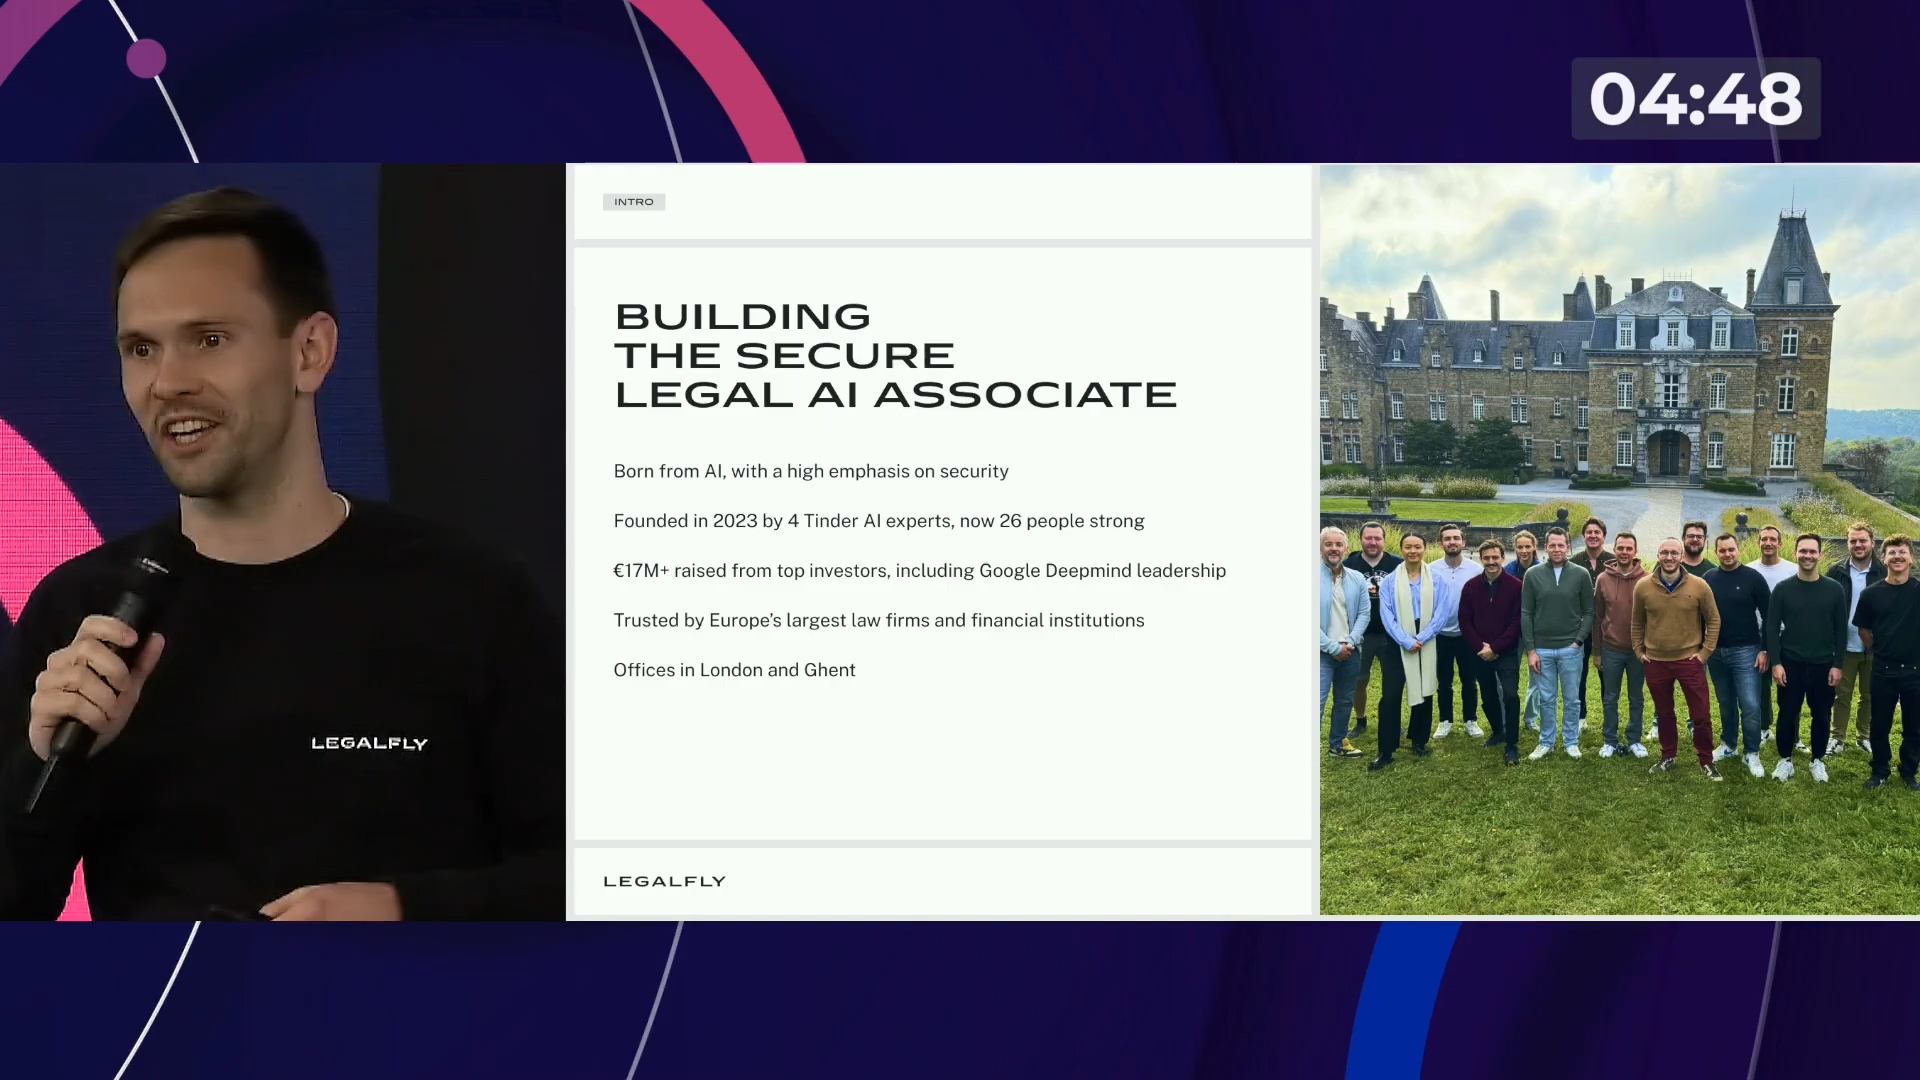 04:48
INTRO
BUILDING
THE SECURE
LEGAL AI ASSOCIATE
Born from AI, with a high emphasis on security
Founded in 2023 by 4 Tinder AI experts, now 26 people strong
€17M+ raised from top investors, including Google Deepmind leadership
Trusted by Europe's largest law firms and financial institutions
Offices in London and Ghent
LEGALFLY
LEGALFLY